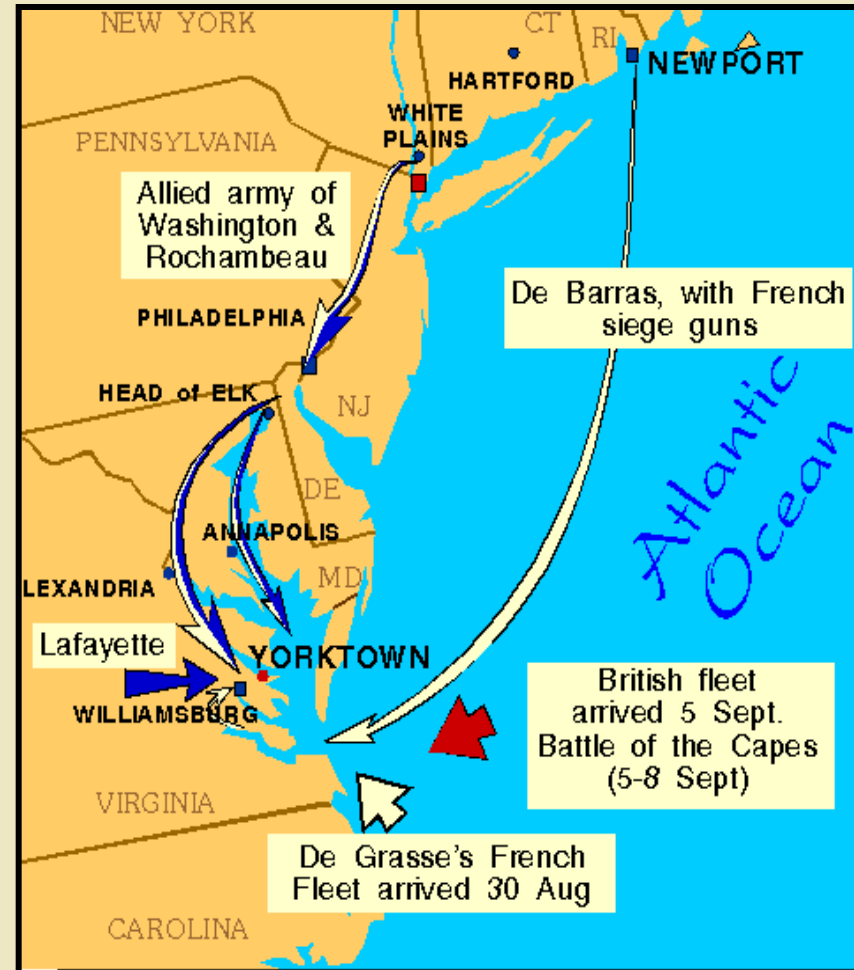 NEW YORK
CT
RI
NEWPORT
HARTFORD
WHITE
PLAINS
PENNSYLVANIA
Allied army of
Washington &
Rochambeau
De Barras, with French
siege guns
PHILADELPHIA
HEAD of ELK
NJ
Atlantic
Ocean
DE
ANNAPOLIS
MD
LEXANDRIA
Lafayette
YORKTOWN
WILLIAMSBURG
British fleet
arrived 5 Sept.
Battle of the Capes
(5-8 Sept)
VIRGINIA
De Grasse's French
Fleet arrived 30 Aug
CAROLINA